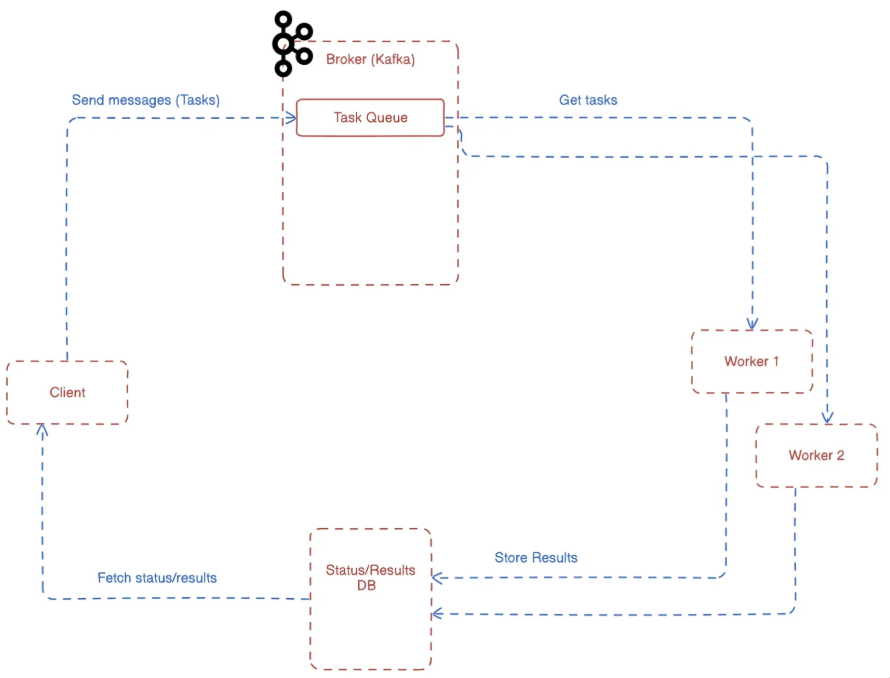 Broker (Kafka)
Send messages (Tasks)
Get tasks
Task Queue
Worker 1
Client
Worker 2
Store Results
Status/Results
DB
Fetch status/results